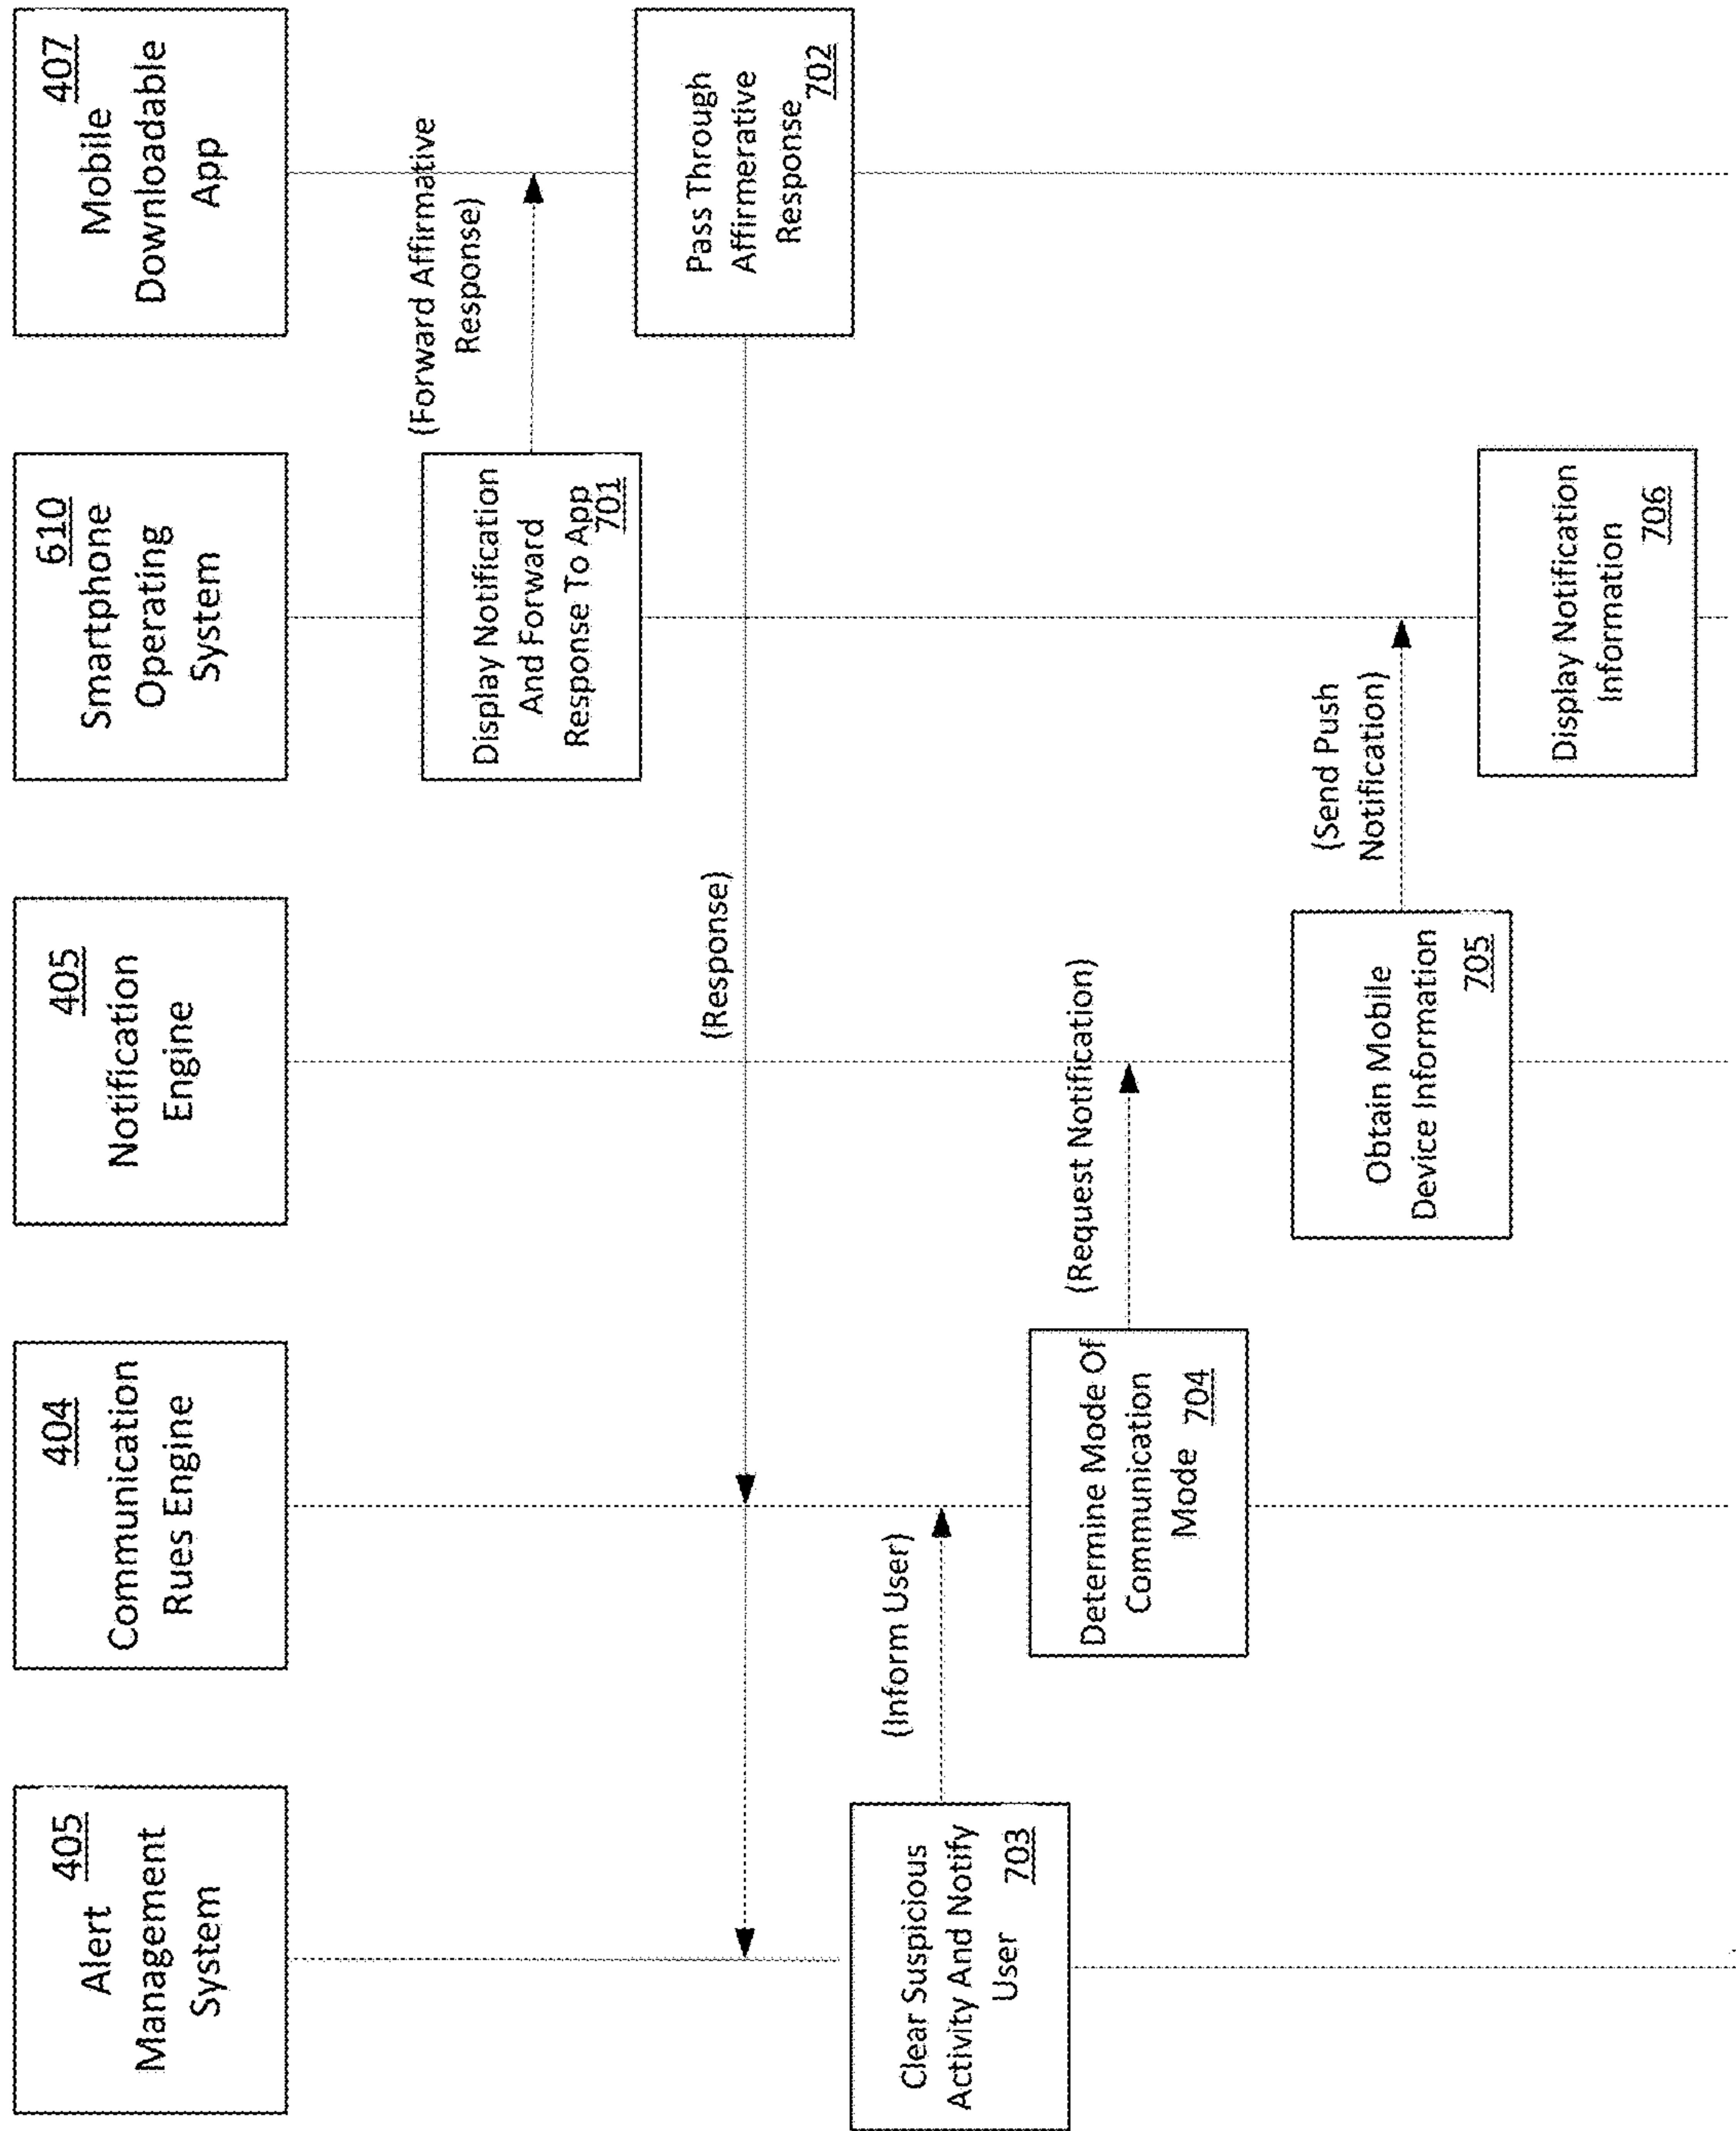 405
Alert
Management
System
404
Communication
Rues Engine
405
Notification
Engine
610
Smartphone
Operating
System
407
Mobile
Downloadable
App
Display Notification
And Forward
Response To App
701
(Forward Affirmative
Response)
Pass Through
Affirmerative
Response
702
(Response)
Clear Suspicious
Activity And Notify
User 703
(Inform User)
Determine Mode Of
Communication
Mode 704
(Request Notification)
Obtain Mobile
Device Information
705
(Send Push
Notification)
Display Notification
Information
706